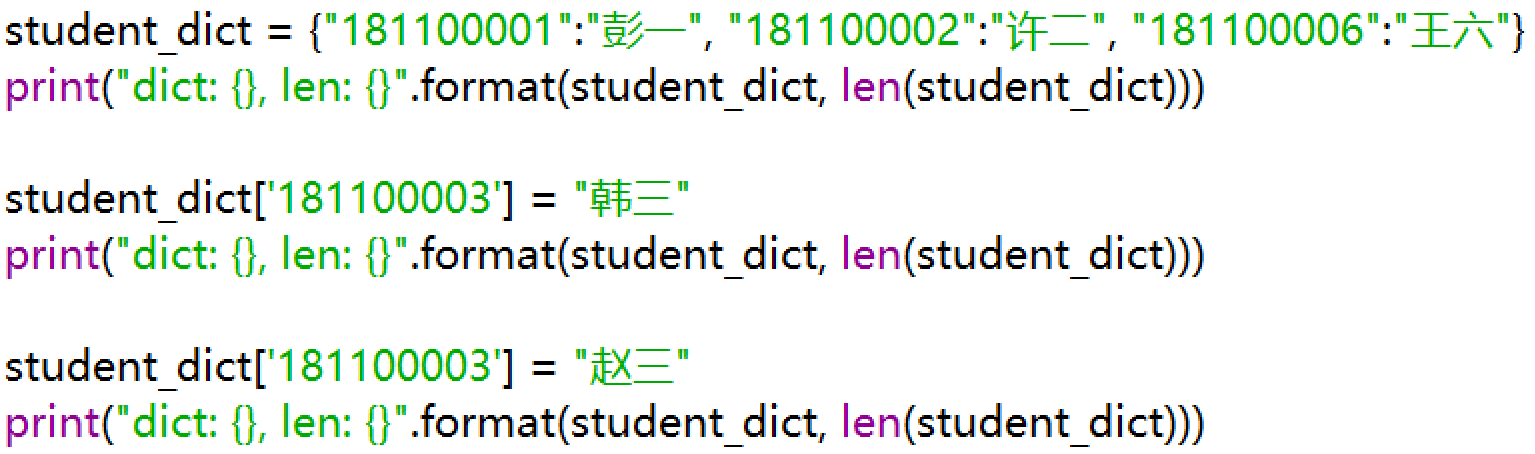 student_dict = {"181100001":"彭一", "181100002":"许二", "181100006":"王六"}
print("dict: {}, len: {}".format(student_dict, len(student_dict)))
student_dict['181100003'] = "韩三"
print("dict: {}, len: {}".format(student_dict, len(student_dict)))
student_dict['181100003'] = "赵三"
print("dict: {}, len: {}".format(student_dict, len(student_dict)))